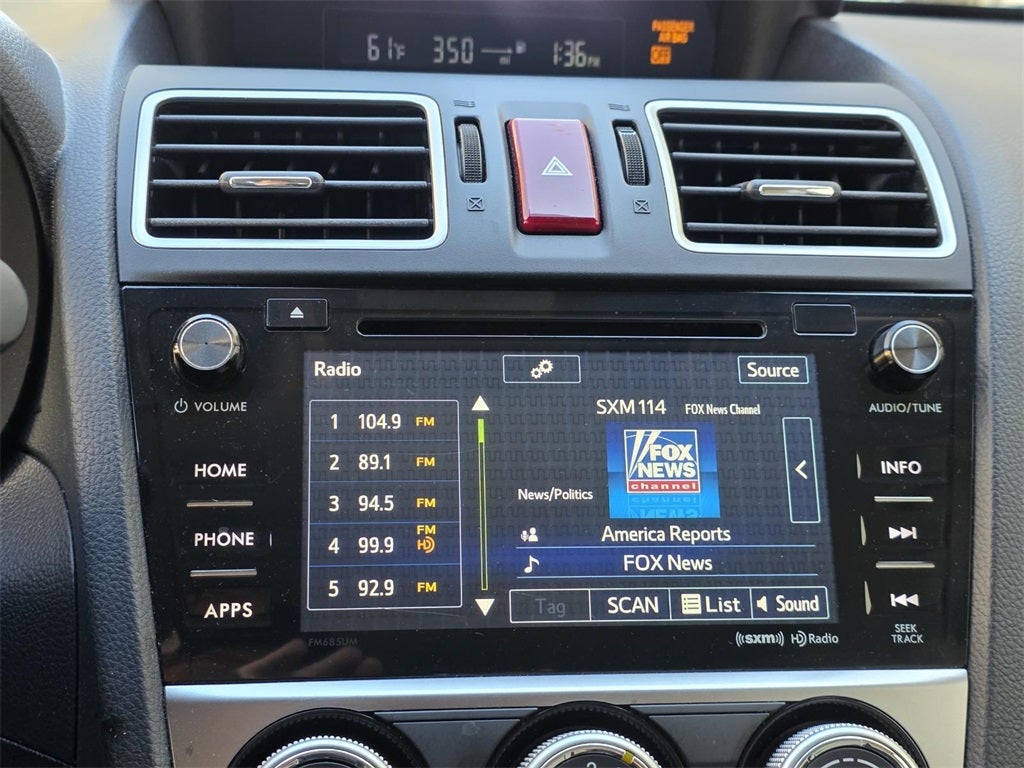 61°F 350 mi 1:36 PM
PASSENGER
AIR BAG
OFF
Radio
Source
SXM 114 FOX News Channel
1 104.9 FM
2 89.1 FM
3 94.5 FM
4 99.9 FM HD
5 92.9 FM
FOX
NEWS
channel
News/Politics
America Reports
FOX News
Tag SCAN List Sound
VOLUME
HOME
PHONE
APPS
AUDIO/TUNE
INFO
SEEK
TRACK
FM685UM
((sxm)) HD Radio